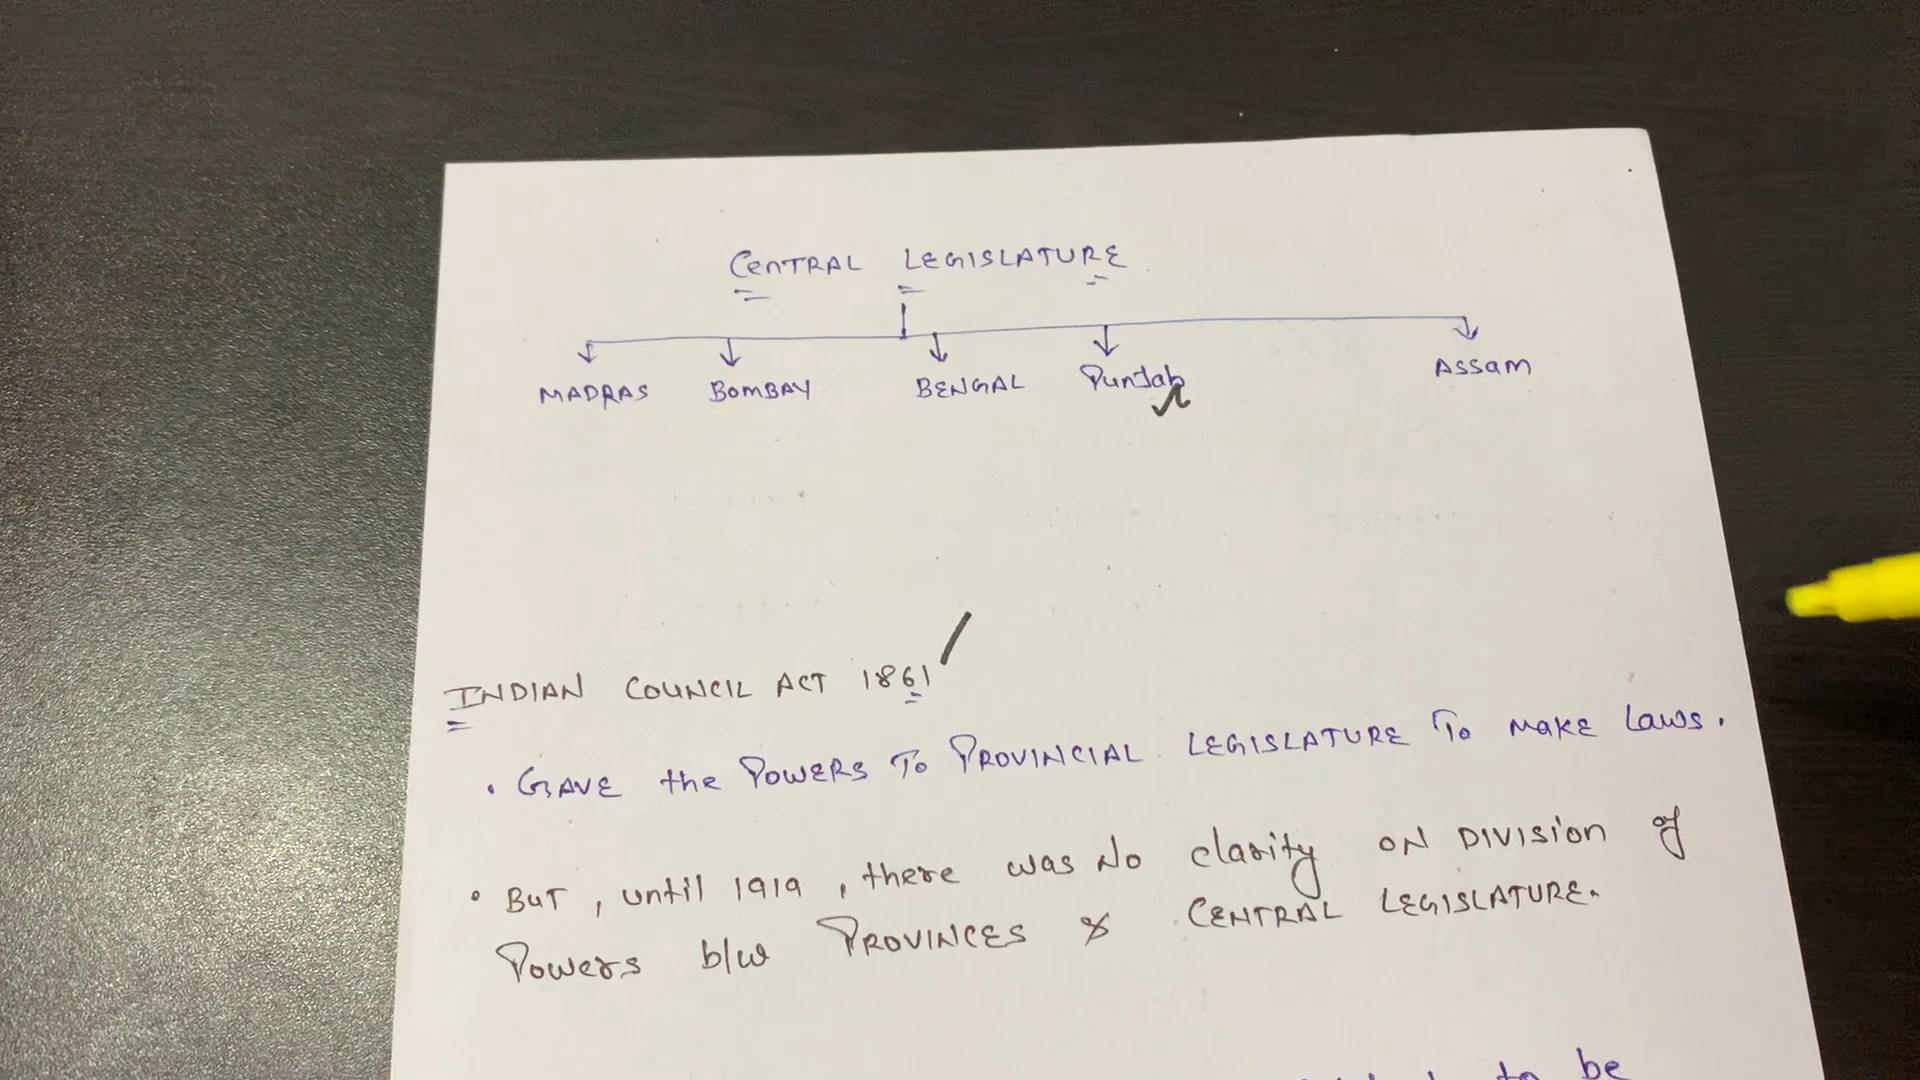 CENTRAL LEGISLATURE
MADRAS BOMBAY BENGAL Punjab ASSAM
INDIAN COUNCIL ACT 1861
• GAVE the POWERS To PROVINCIAL LEGISLATURE To MAKE Laws.
• BUT, until 1919, there was No clarity ON DIVISION of
Powers b/w PROVINCES & CENTRAL LEGISLATURE.
to be